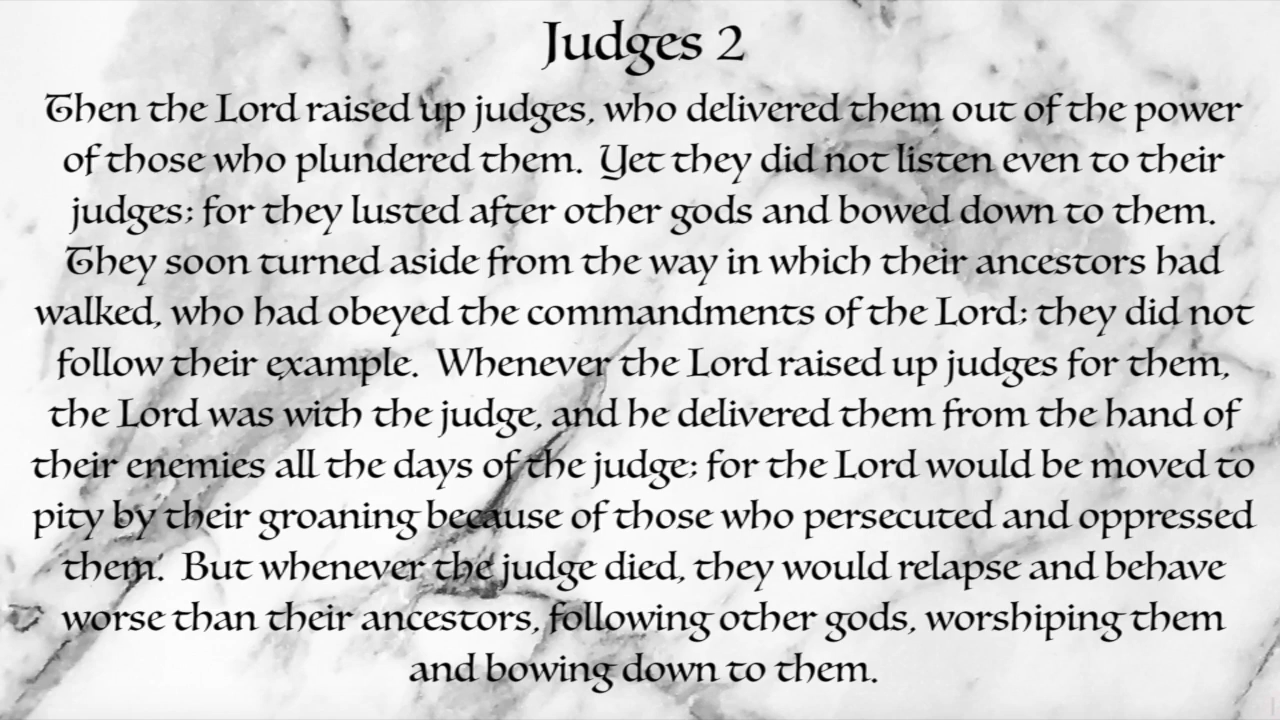 Judges 2
Then the Lord raised up judges, who delivered them out of the power
of those who plundered them. Yet they did not listen even to their
judges; for they lusted after other gods and bowed down to them.
They soon turned aside from the way in which their ancestors had
walked, who had obeyed the commandments of the Lord; they did not
follow their example. Whenever the Lord raised up judges for them,
the Lord was with the judge, and he delivered them from the hand of
their enemies all the days of the judge; for the Lord would be moved to
pity by their groaning because of those who persecuted and oppressed
them. But whenever the judge died, they would relapse and behave
worse than their ancestors, following other gods, worshiping them
and bowing down to them.